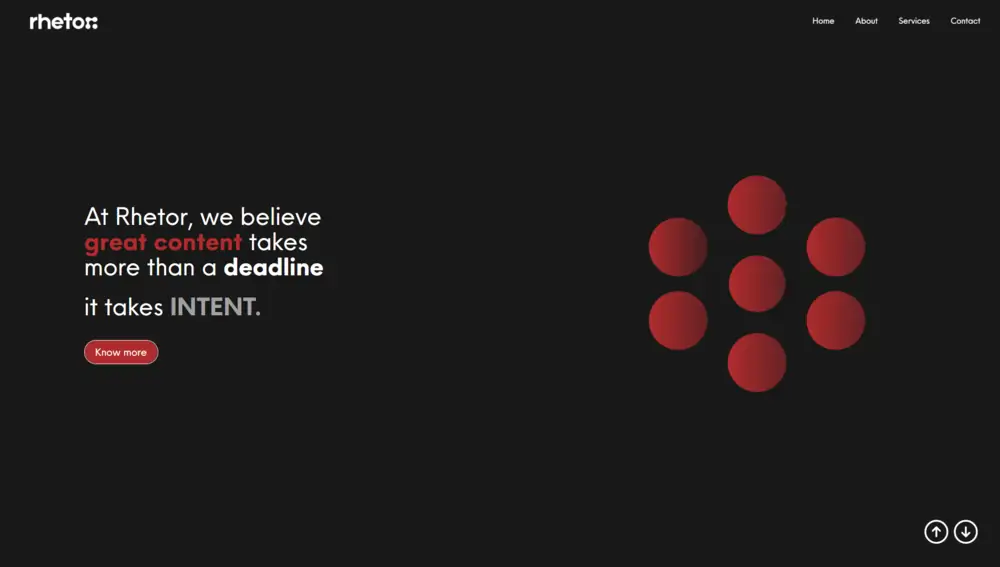 rhetor
Home About Services Contact
At Rhetor, we believe
great content takes
more than a deadline
it takes INTENT.
Know more